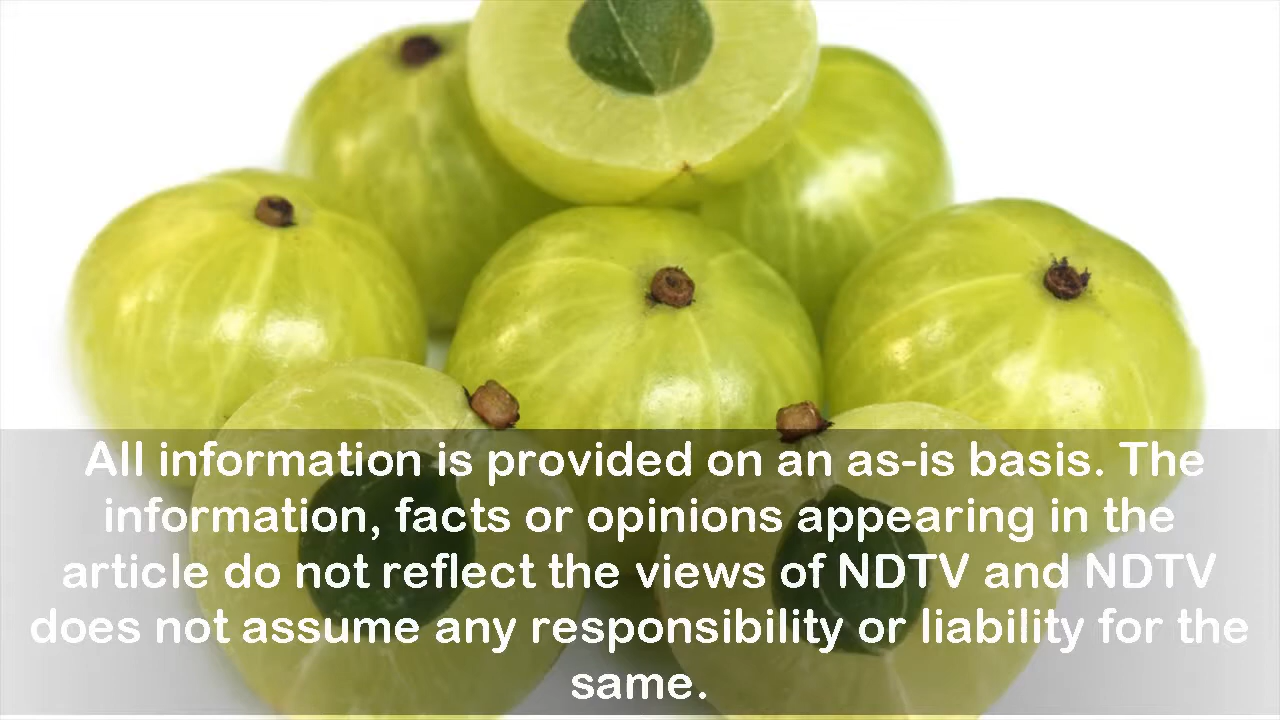 All information is provided on an as-is basis. The
information, facts or opinions appearing in the
article do not reflect the views of NDTV and NDTV
does not assume any responsibility or liability for the
same.